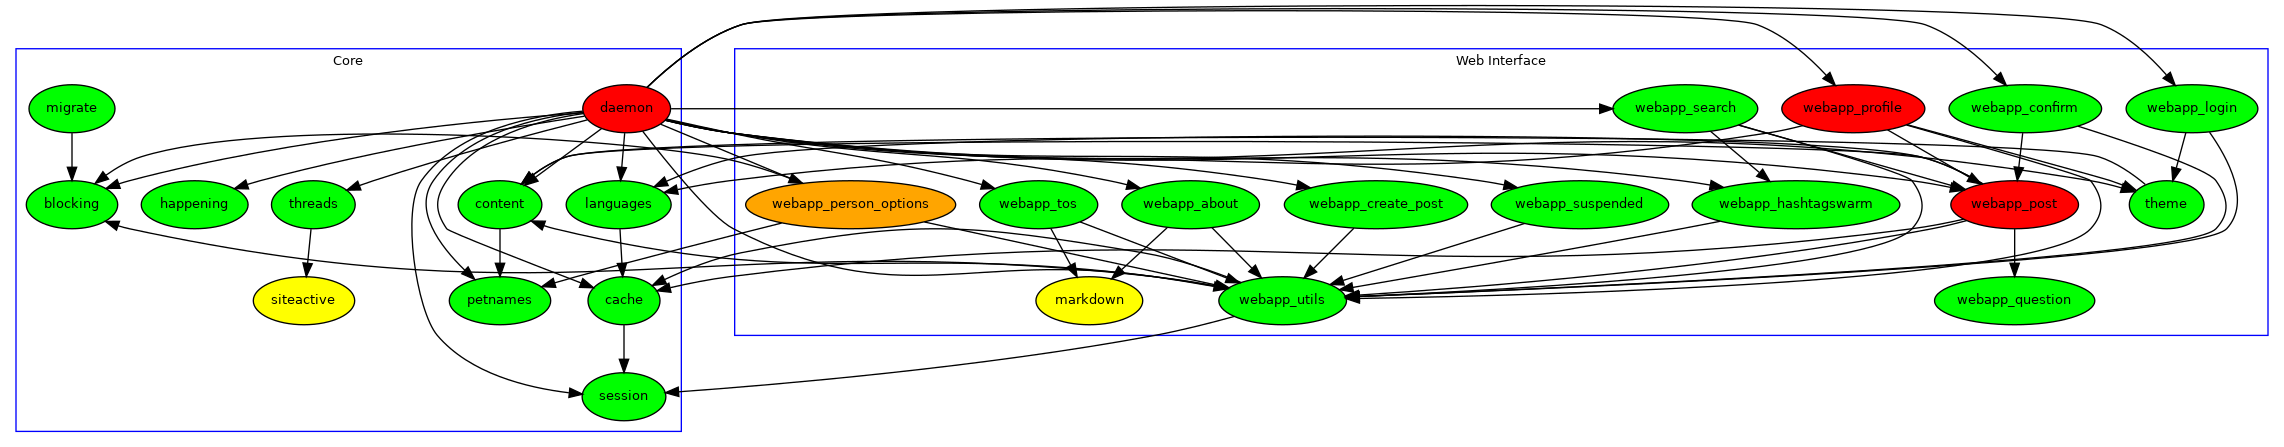 Core
Web Interface
migrate
daemon
webapp_search
webapp_profile
webapp_confirm
webapp_login
blocking
happening
threads
content
languages
webapp_person_options
webapp_tos
webapp_about
webapp_create_post
webapp_suspended
webapp_hashtagswarm
webapp_post
theme
siteactive
petnames
cache
markdown
webapp_utils
webapp_question
session